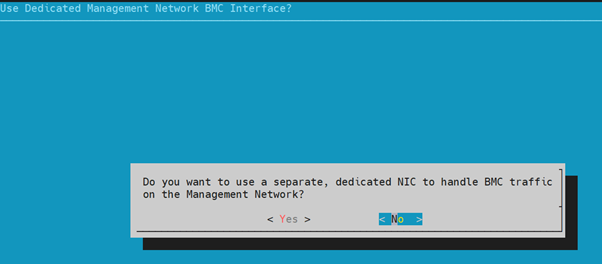 Use Dedicated Management Network BMC Interface?
Do you want to use a separate, dedicated NIC to handle BMC traffic
on the Management Network?
< Yes > < No >